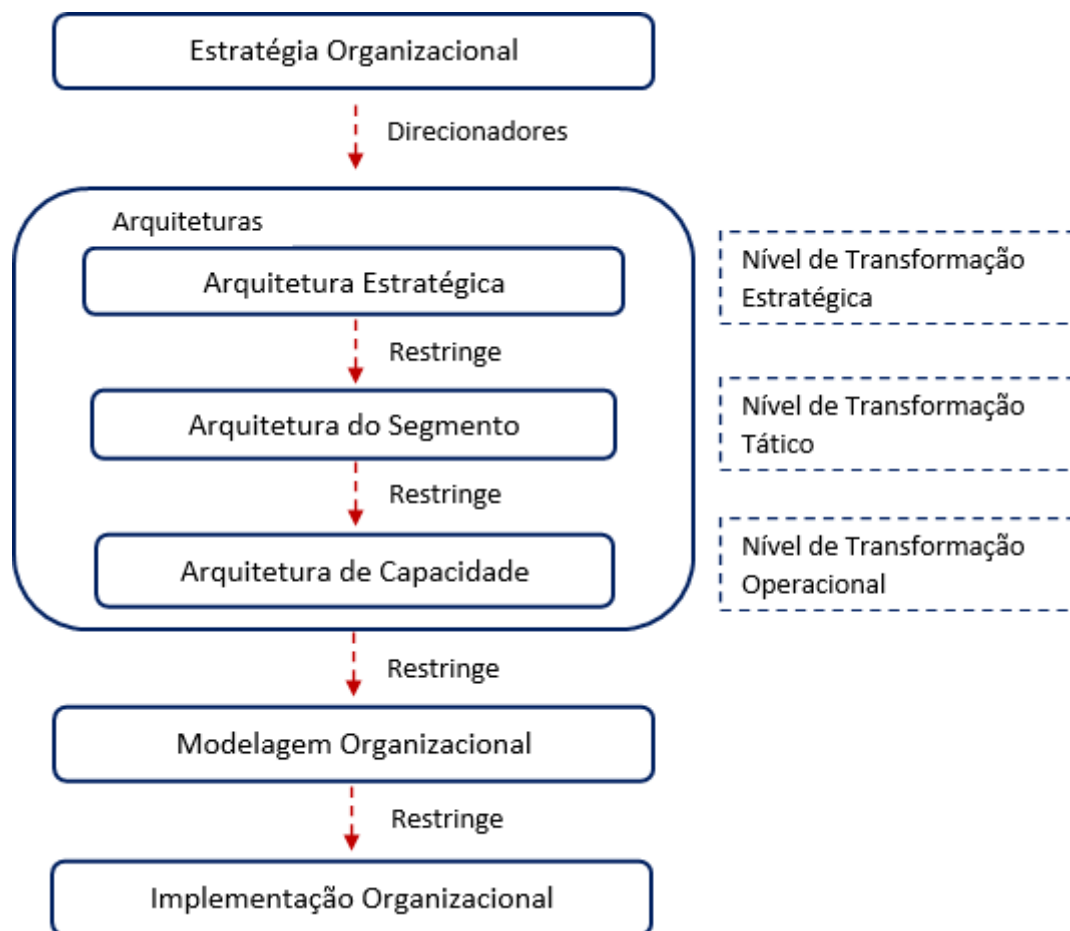 Estratégia Organizacional
Direcionadores
Arquiteturas
Arquitetura Estratégica
Nível de Transformação
Estratégica
Restringe
Arquitetura do Segmento
Nível de Transformação
Tático
Restringe
Arquitetura de Capacidade
Nível de Transformação
Operacional
Restringe
Modelagem Organizacional
Restringe
Implementação Organizacional